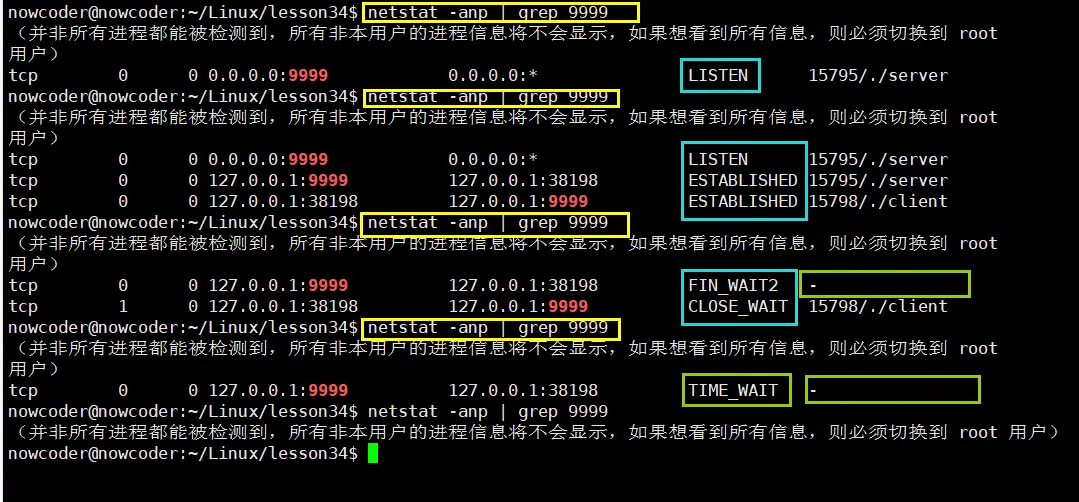 nowcoder@nowcoder:~/Linux/lesson34$ netstat -anp | grep 9999
（并非所有进程都能被检测到，所有非本用户的进程信息将不会显示，如果想看到所有信息，则必须切换到 root
用户）
tcp 0 0 0.0.0.0:9999 0.0.0.0:* LISTEN 15795/./server
nowcoder@nowcoder:~/Linux/lesson34$ netstat -anp | grep 9999
（并非所有进程都能被检测到，所有非本用户的进程信息将不会显示，如果想看到所有信息，则必须切换到 root
用户）
tcp 0 0 0.0.0.0:9999 0.0.0.0:* LISTEN 15795/./server
tcp 0 0 127.0.0.1:9999 127.0.0.1:38198 ESTABLISHED 15795/./server
tcp 0 0 127.0.0.1:38198 127.0.0.1:9999 ESTABLISHED 15798/./client
nowcoder@nowcoder:~/Linux/lesson34$ netstat -anp | grep 9999
（并非所有进程都能被检测到，所有非本用户的进程信息将不会显示，如果想看到所有信息，则必须切换到 root
用户）
tcp 0 0 127.0.0.1:9999 127.0.0.1:38198 FIN_WAIT2 -
tcp 1 0 127.0.0.1:38198 127.0.0.1:9999 CLOSE_WAIT 15798/./client
nowcoder@nowcoder:~/Linux/lesson34$ netstat -anp | grep 9999
（并非所有进程都能被检测到，所有非本用户的进程信息将不会显示，如果想看到所有信息，则必须切换到 root
用户）
tcp 0 0 127.0.0.1:9999 127.0.0.1:38198 TIME_WAIT -
nowcoder@nowcoder:~/Linux/lesson34$ netstat -anp | grep 9999
（并非所有进程都能被检测到，所有非本用户的进程信息将不会显示，如果想看到所有信息，则必须切换到 root 用户）
nowcoder@nowcoder:~/Linux/lesson34$